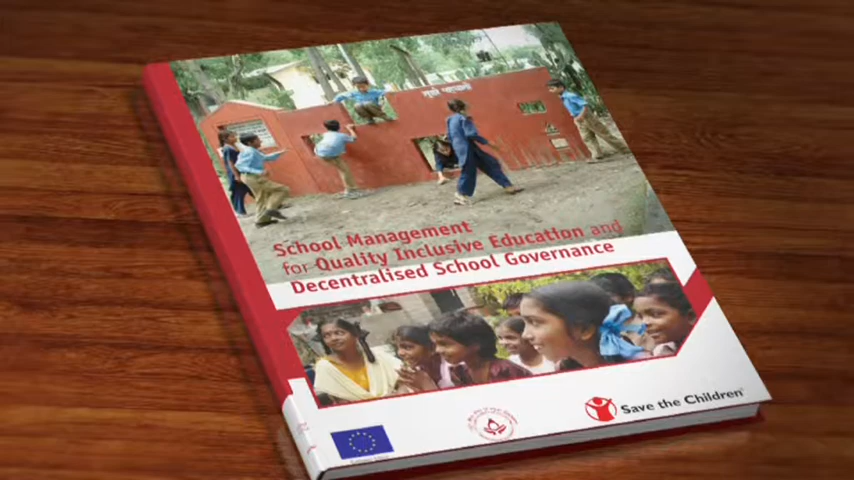 School Management
for Quality Inclusive Education and
Decentralised School Governance
Save the Children